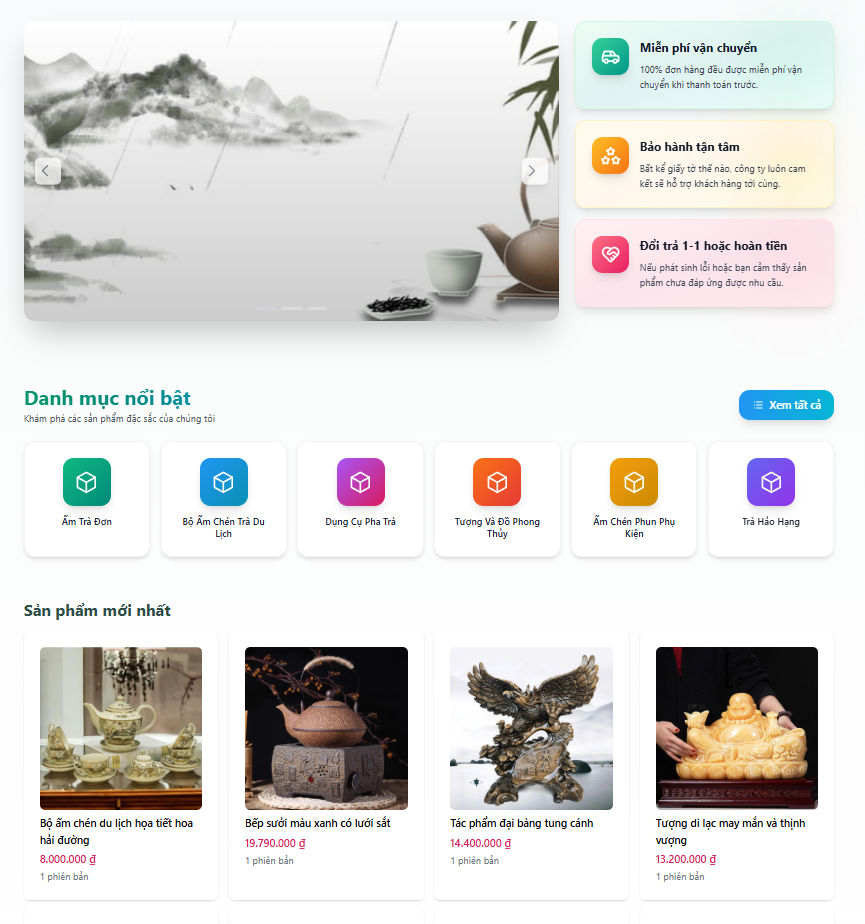 Miễn phí vận chuyển
100% đơn hàng đều được miễn phí vận
chuyển khi thanh toán trước.
Bảo hành tận tâm
Bất kể giấy tờ thế nào, công ty luôn cam
kết sẽ hỗ trợ khách hàng tới cùng.
Đổi trả 1-1 hoặc hoàn tiền
Nếu phát sinh lỗi hoặc bạn cảm thấy sản
phẩm chưa đáp ứng được nhu cầu.
Danh mục nổi bật
Khám phá các sản phẩm đặc sắc của chúng tôi
Xem tất cả
Ấm Trà Đơn
Bộ Ấm Chén Trà Du
Lịch
Dụng Cụ Pha Trà
Tượng Và Đồ Phong
Thủy
Ấm Chén Phun Phụ
Kiện
Trà Hảo Hạng
Sản phẩm mới nhất
Bộ ấm chén du lịch họa tiết hoa
hải đường
8.000.000 ₫
1 phiên bản
Bếp sưởi màu xanh có lưới sắt
19.790.000 ₫
1 phiên bản
Tác phẩm đại bàng tung cánh
14.400.000 ₫
1 phiên bản
Tượng di lạc may mắn và thịnh
vượng
13.200.000 ₫
1 phiên bản